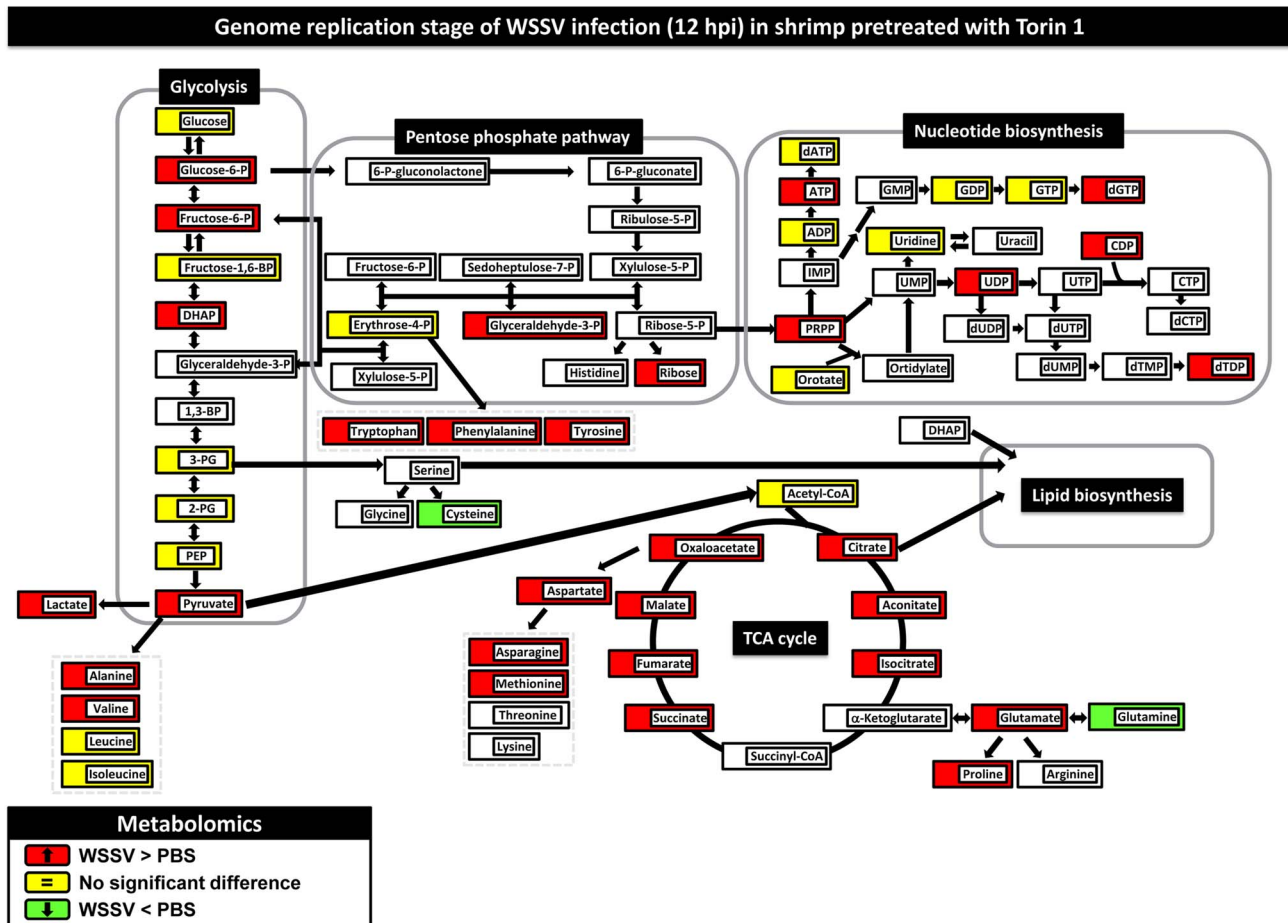 Genome replication stage of WSSV infection (12 hpi) in shrimp pretreated with Torin 1
Glycolysis
Glucose
Glucose-6-P
Fructose-6-P
Fructose-1,6-BP
DHAP
Glyceraldehyde-3-P
1,3-BP
3-PG
2-PG
PEP
Pyruvate
Lactate
Alanine
Valine
Leucine
Isoleucine
Pentose phosphate pathway
6-P-gluconolactone
6-P-gluconate
Ribulose-5-P
Fructose-6-P
Sedoheptulose-7-P
Xylulose-5-P
Erythrose-4-P
Glyceraldehyde-3-P
Ribose-5-P
Xylulose-5-P
Histidine
Ribose
Tryptophan
Phenylalanine
Tyrosine
Serine
Glycine
Cysteine
Nucleotide biosynthesis
dATP
ATP
GMP
GDP
GTP
dGTP
ADP
Uridine
Uracil
CDP
IMP
UMP
UDP
UTP
CTP
PRPP
dUDP
dUTP
dCTP
Orotate
Ortidylate
dUMP
dTMP
dTDP
DHAP
Lipid biosynthesis
Acetyl-CoA
Oxaloacetate
Citrate
Aspartate
Malate
Aconitate
TCA cycle
Asparagine
Fumarate
Isocitrate
Methionine
Threonine
Succinate
α-Ketoglutarate
Glutamate
Glutamine
Lysine
Succinyl-CoA
Proline
Arginine
Metabolomics
WSSV > PBS
= No significant difference
WSSV < PBS